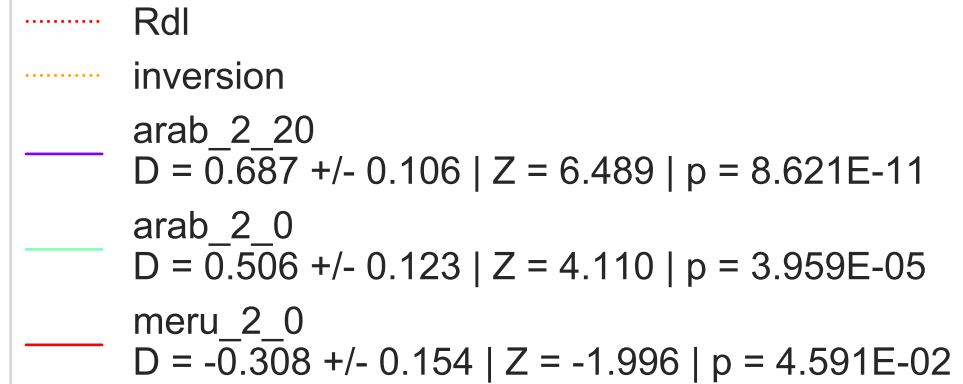 Rdl
inversion
arab_2_20
D = 0.687 +/- 0.106 | Z = 6.489 | p = 8.621E-11
arab_2_0
D = 0.506 +/- 0.123 | Z = 4.110 | p = 3.959E-05
meru_2_0
D = -0.308 +/- 0.154 | Z = -1.996 | p = 4.591E-02